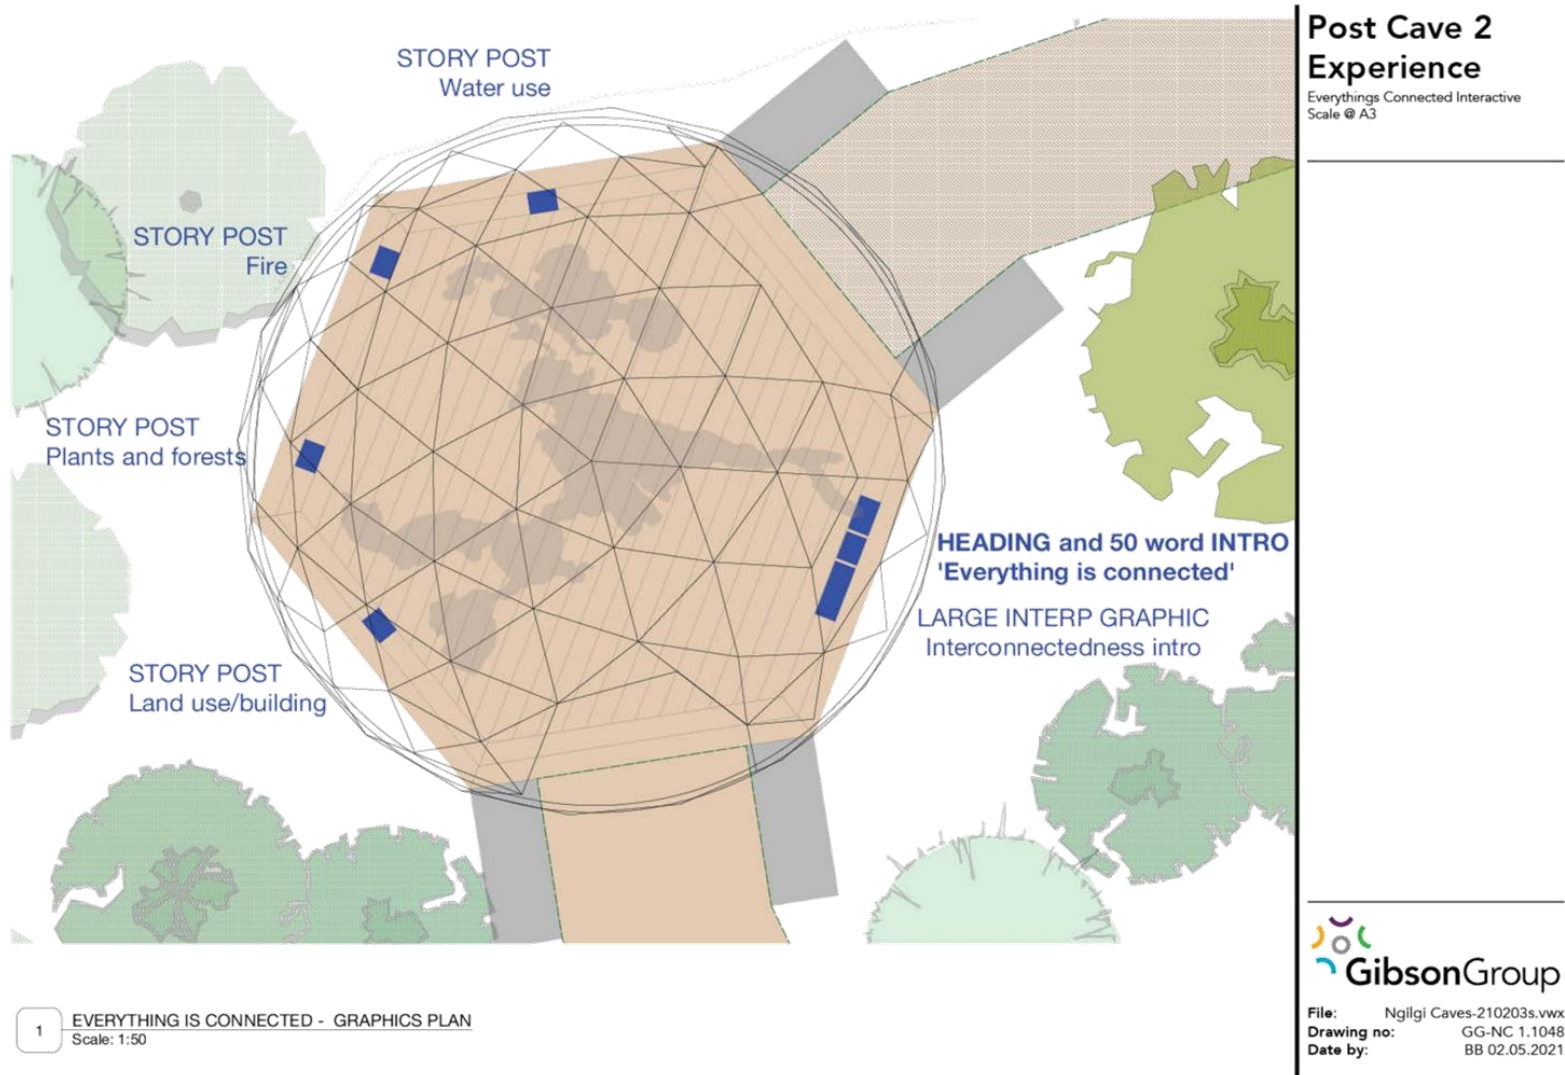 STORY POST
Water use
STORY POST
Fire
STORY POST
Plants and forests
STORY POST
Land use/building
HEADING and 50 word INTRO
'Everything is connected'
LARGE INTERP GRAPHIC
Interconnectedness intro
1
EVERYTHING IS CONNECTED - GRAPHICS PLAN
Scale: 1:50
Post Cave 2
Experience
Everythings Connected Interactive
Scale @ A3
GibsonGroup
File: Ngilgi Caves-210203s.vwx
Drawing no: GG-NC 1.1048
Date by: BB 02.05.2021